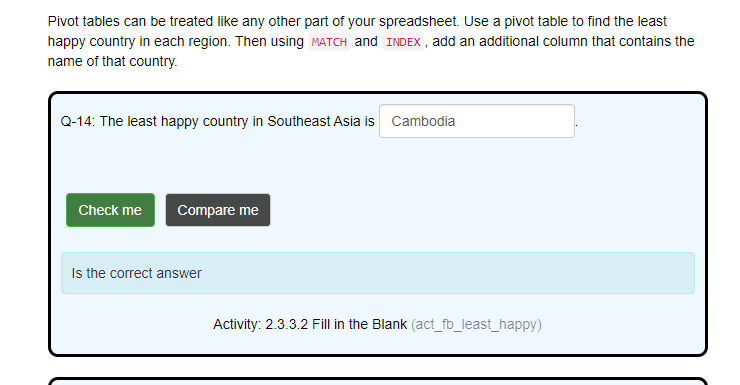 Pivot tables can be treated like any other part of your spreadsheet. Use a pivot table to find the least
happy country in each region. Then using MATCH and INDEX , add an additional column that contains the
name of that country.
Q-14: The least happy country in Southeast Asia is Cambodia .
Check me Compare me
Is the correct answer
Activity: 2.3.3.2 Fill in the Blank (act_fb_least_happy)